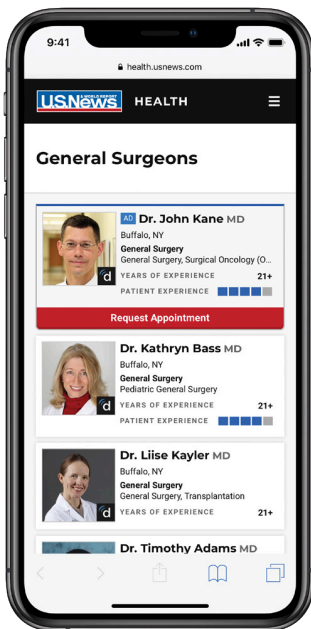 9:41
health.usnews.com
U.S.News & WORLD REPORT HEALTH
General Surgeons
AD Dr. John Kane MD
Buffalo, NY
General Surgery
General Surgery, Surgical Oncology (O...
YEARS OF EXPERIENCE 21+
PATIENT EXPERIENCE
Request Appointment
Dr. Kathryn Bass MD
Buffalo, NY
General Surgery
Pediatric General Surgery
YEARS OF EXPERIENCE 21+
PATIENT EXPERIENCE
Dr. Liise Kayler MD
Buffalo, NY
General Surgery
General Surgery, Transplantation
YEARS OF EXPERIENCE 21+
Dr. Timothy Adams MD